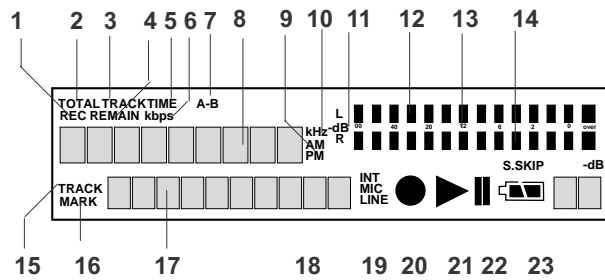 1 2 3 4 5 6 7 8 9 10 11 12 13 14
TOTAL TRACK TIME A-B
REC REMAIN kbps
kHz
AM
PM
L
-dB
R
00 40 20 12 6 2 0 over
S.SKIP
-dB
TRACK
MARK
INT
MIC
LINE
15 16 17 18 19 20 21 22 23